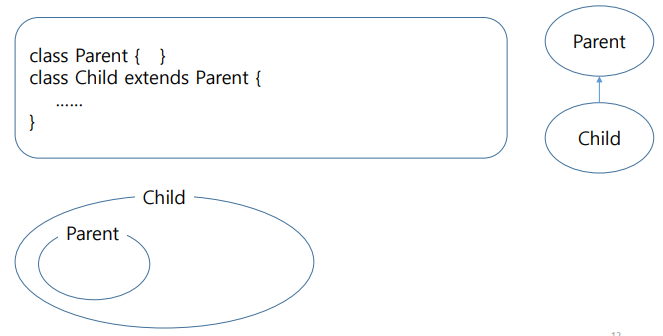 class Parent {   }
class Child extends Parent {
......
}
Parent
Child
Child
Parent